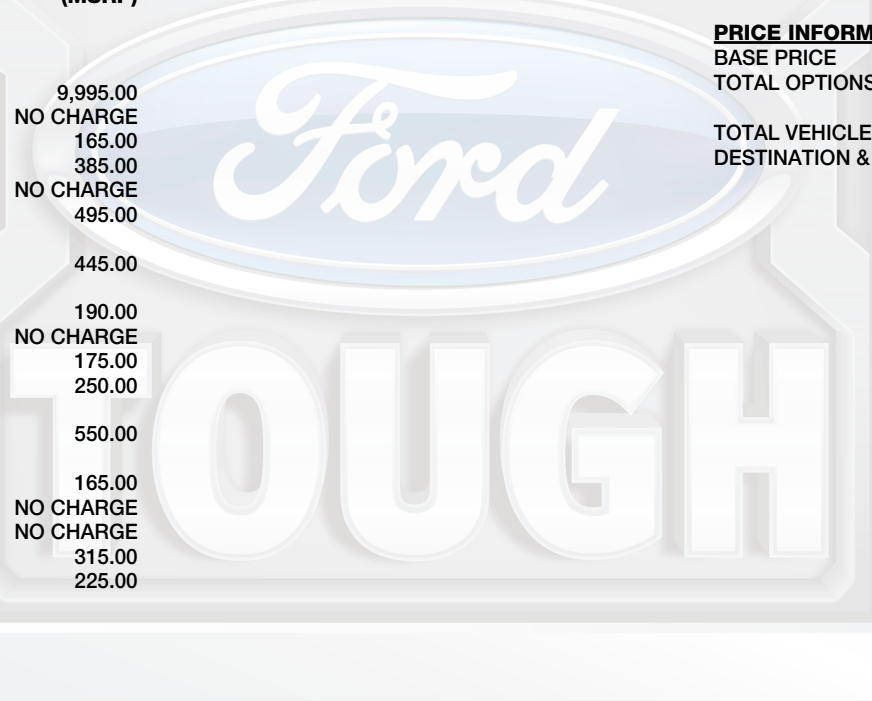 (MSRP)
9,995.00
NO CHARGE
165.00
385.00
NO CHARGE
495.00
445.00
190.00
NO CHARGE
175.00
250.00
550.00
165.00
NO CHARGE
NO CHARGE
315.00
225.00
PRICE INFORM
BASE PRICE
TOTAL OPTIONS
TOTAL VEHICLE
DESTINATION &
Ford
TOUGH